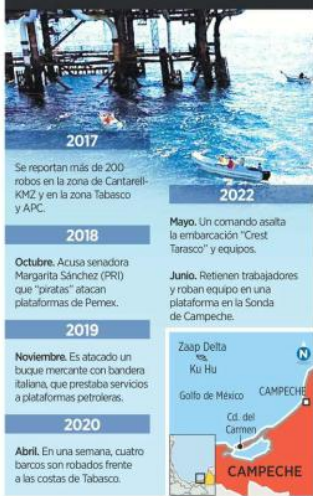 2017
Se reportan más de 200
robos en la zona de Cantarell-
KMZ y en la zona Tabasco
y APC.
2018
Octubre. Acusa senadora
Margarita Sánchez (PRI)
que "piratas" atacan
plataformas de Pemex.
2019
Noviembre. Es atacado un
buque mercante con bandera
italiana, que prestaba servicios
a plataformas petroleras.
2020
Abril. En una semana, cuatro
barcos son robados frente
a las costas de Tabasco.
2022
Mayo. Un comando asalta
la embarcación "Crest
Tarasco" y equipos.
Junio. Retienen trabajadores
y roban equipo en una
plataforma en la Sonda
de Campeche.
Zaap Delta
Ku Hu
N
Golfo de México
CAMPECHE
Cd. del
Carmen
CAMPECHE